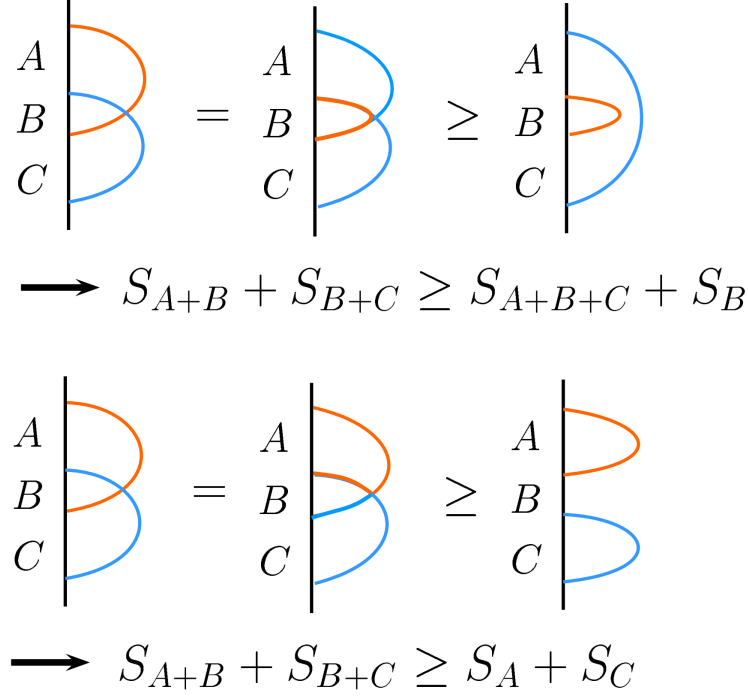 A A A
= ≥
B B B
C C C
⟶ S_{A+B} + S_{B+C} ≥ S_{A+B+C} + S_B
A A A
= ≥
B B B
C C C
⟶ S_{A+B} + S_{B+C} ≥ S_A + S_C